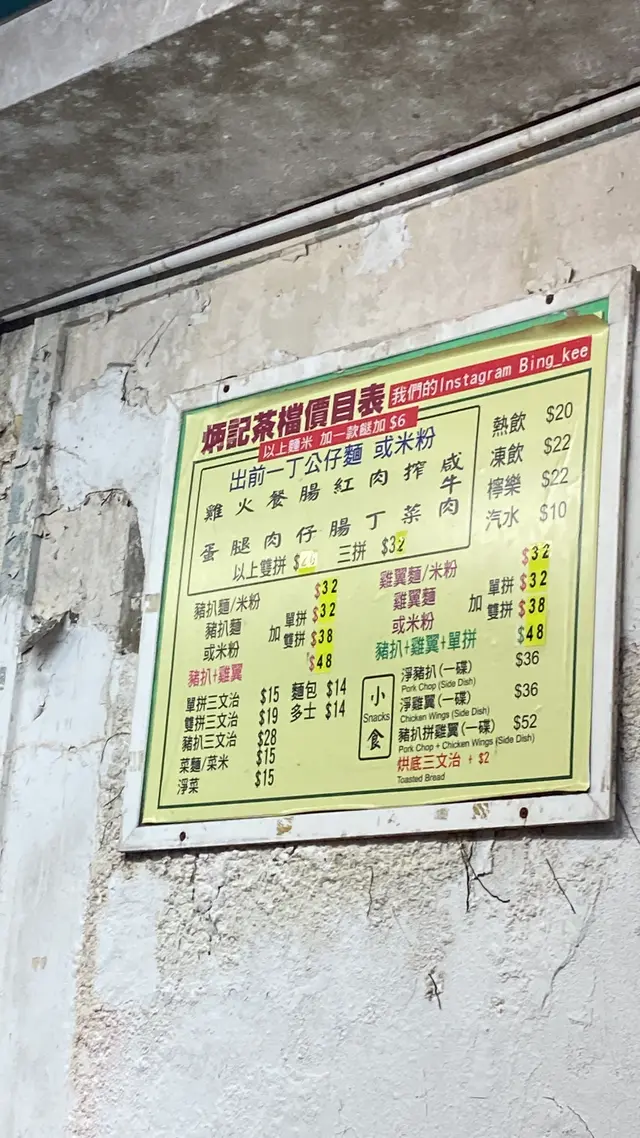 炳記茶檔價目表 我們的Instagram Bing_kee
以上麵米 加一款餸加 $6
出前一丁公仔麵 或米粉
雞 火 餐 腸 紅 肉 搾 咸
牛
蛋 腿 肉 仔 腸 丁 菜 肉
以上雙拼 三拼 $32
熱飲 $20
凍飲 $22
檸樂 $22
汽水 $10
豬扒麵/米粉 $32
豬扒麵 加 單拼 $32
或米粉 雙拼 $38
豬扒+雞翼 $48
雞翼麵/米粉 $32
雞翼麵 加 單拼 $32
或米粉 雙拼 $38
豬扒+雞翼+單拼 $48
單拼三文治 $15 麵包 $14
雙拼三文治 $19 多士 $14
豬扒三文治 $28
菜麵/菜米 $15
淨菜 $15
小
Snacks
食
淨豬扒(一碟) $36
Pork Chop (Side Dish)
淨雞翼(一碟) $36
Chicken Wings (Side Dish)
豬扒拼雞翼(一碟) $52
Pork Chop + Chicken Wings (Side Dish)
烘底三文治 + $2
Toasted Bread